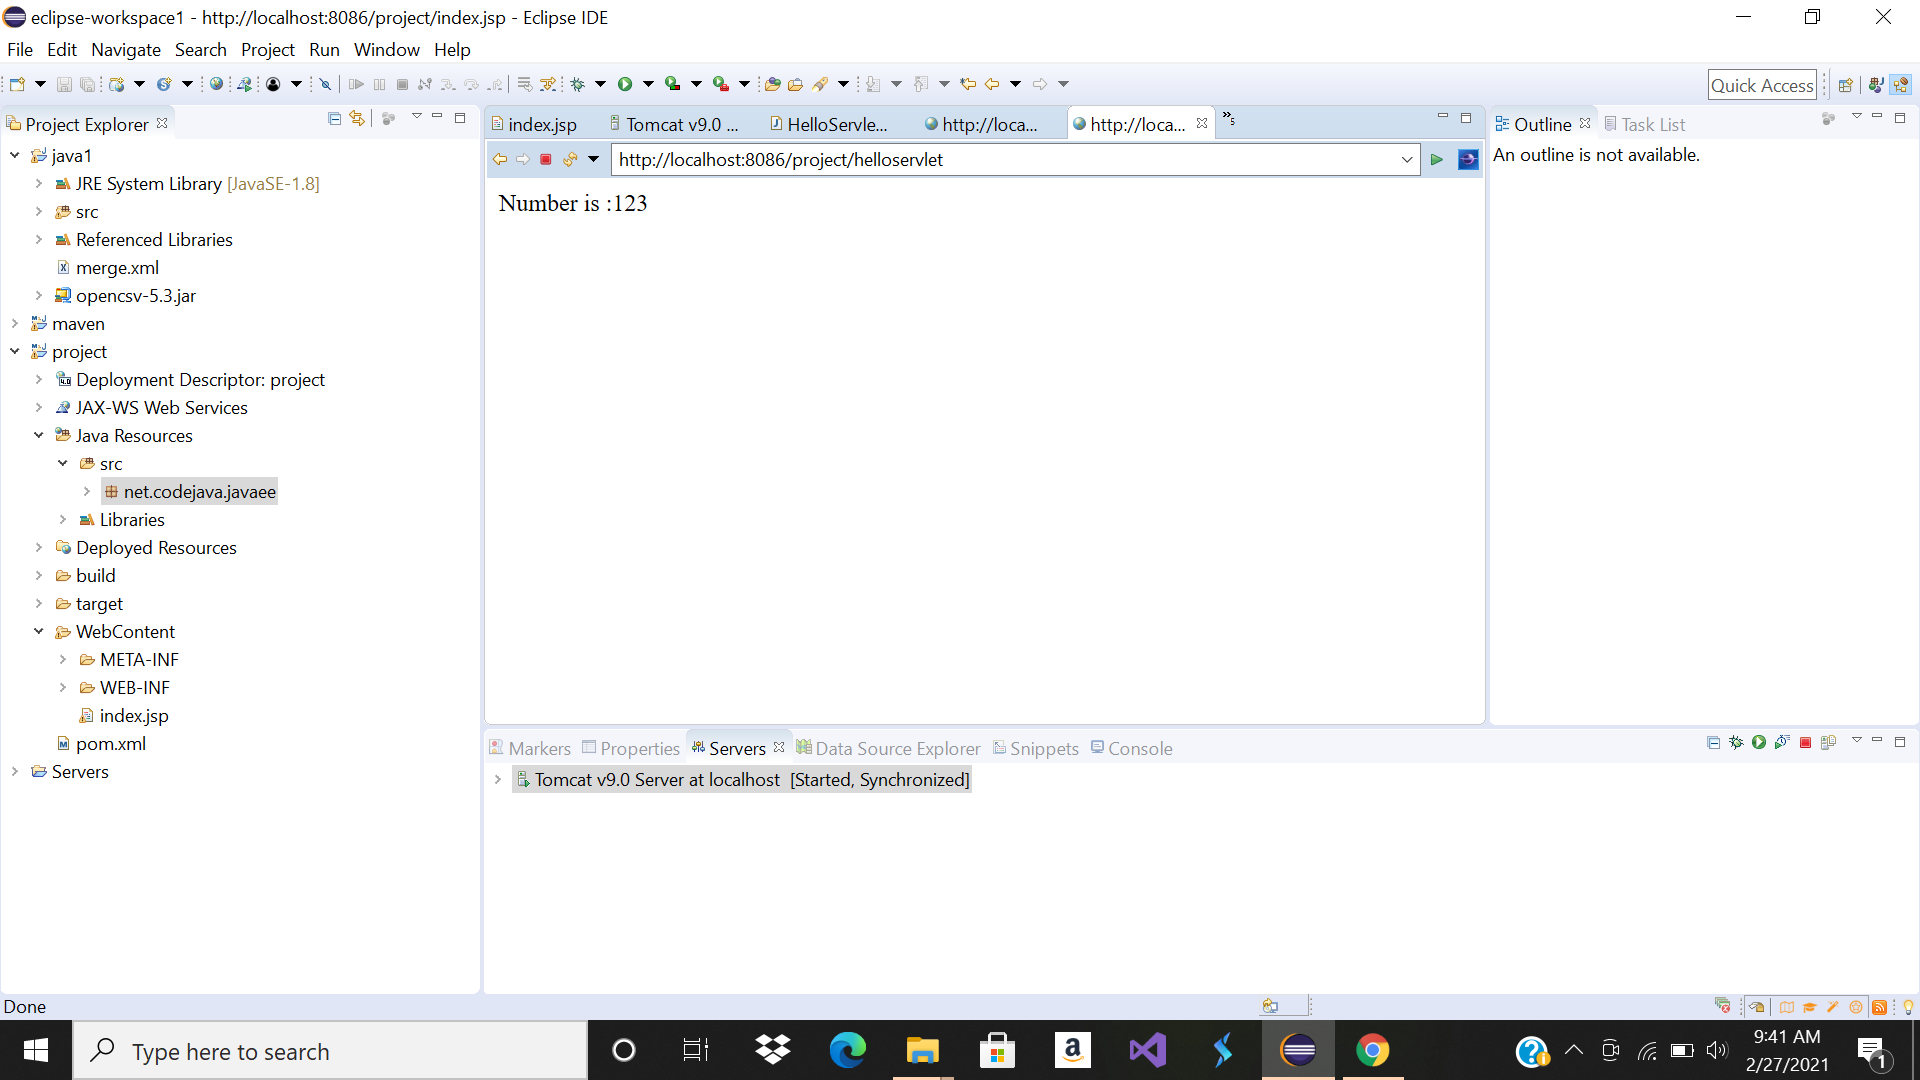 eclipse-workspace1 - http://localhost:8086/project/index.jsp - Eclipse IDE
File Edit Navigate Search Project Run Window Help
Quick Access
Project Explorer
java1
JRE System Library [JavaSE-1.8]
src
Referenced Libraries
merge.xml
opencsv-5.3.jar
maven
project
Deployment Descriptor: project
JAX-WS Web Services
Java Resources
src
net.codejava.javaee
Libraries
Deployed Resources
build
target
WebContent
META-INF
WEB-INF
index.jsp
pom.xml
Servers
index.jsp Tomcat v9.0 ... HelloServle... http://loca... http://loca... »5
http://localhost:8086/project/helloservlet
Number is :123
Outline Task List
An outline is not available.
Markers Properties Servers Data Source Explorer Snippets Console
Tomcat v9.0 Server at localhost [Started, Synchronized]
Done
Type here to search
9:41 AM
2/27/2021
1